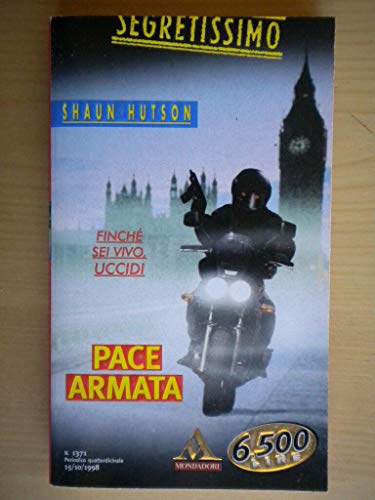 SEGRETISSIMO
SHAUN HUTSON
FINCHÉ
SEI VIVO,
UCCIDI
PACE
ARMATA
N. 1371
Periodico quattordicinale
15/10/1998
MONDADORI
6.500
LIRE